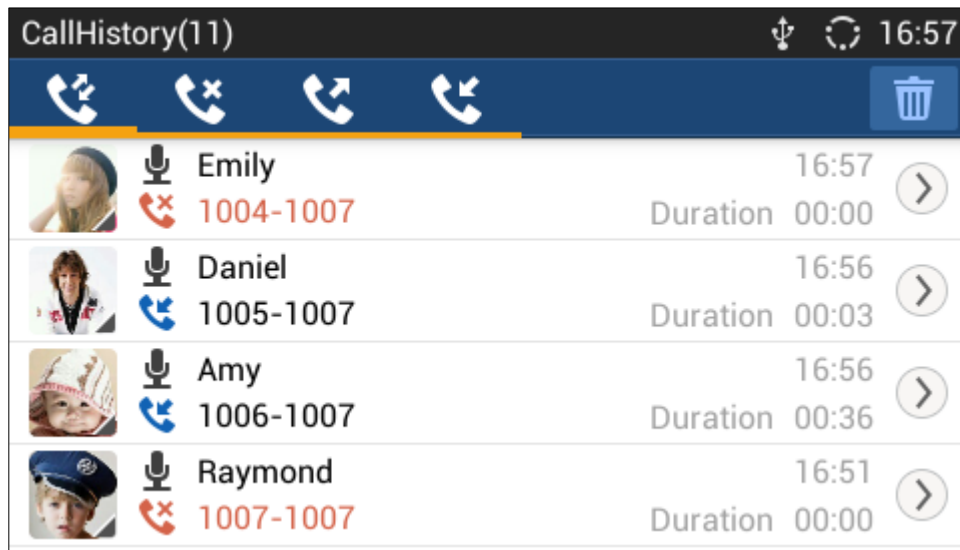 CallHistory(11) 16:57
Emily 16:57
1004-1007 Duration 00:00
Daniel 16:56
1005-1007 Duration 00:03
Amy 16:56
1006-1007 Duration 00:36
Raymond 16:51
1007-1007 Duration 00:00